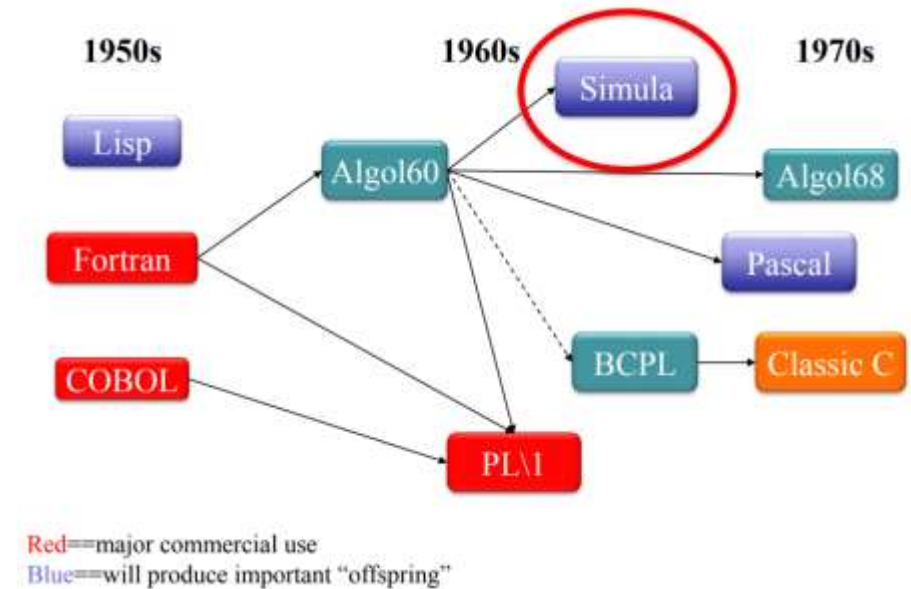 1950s
1960s
1970s
Simula
Lisp
Algol60
Algol68
Fortran
Pascal
BCPL
Classic C
COBOL
PL\1
Red==major commercial use
Blue==will produce important “offspring”